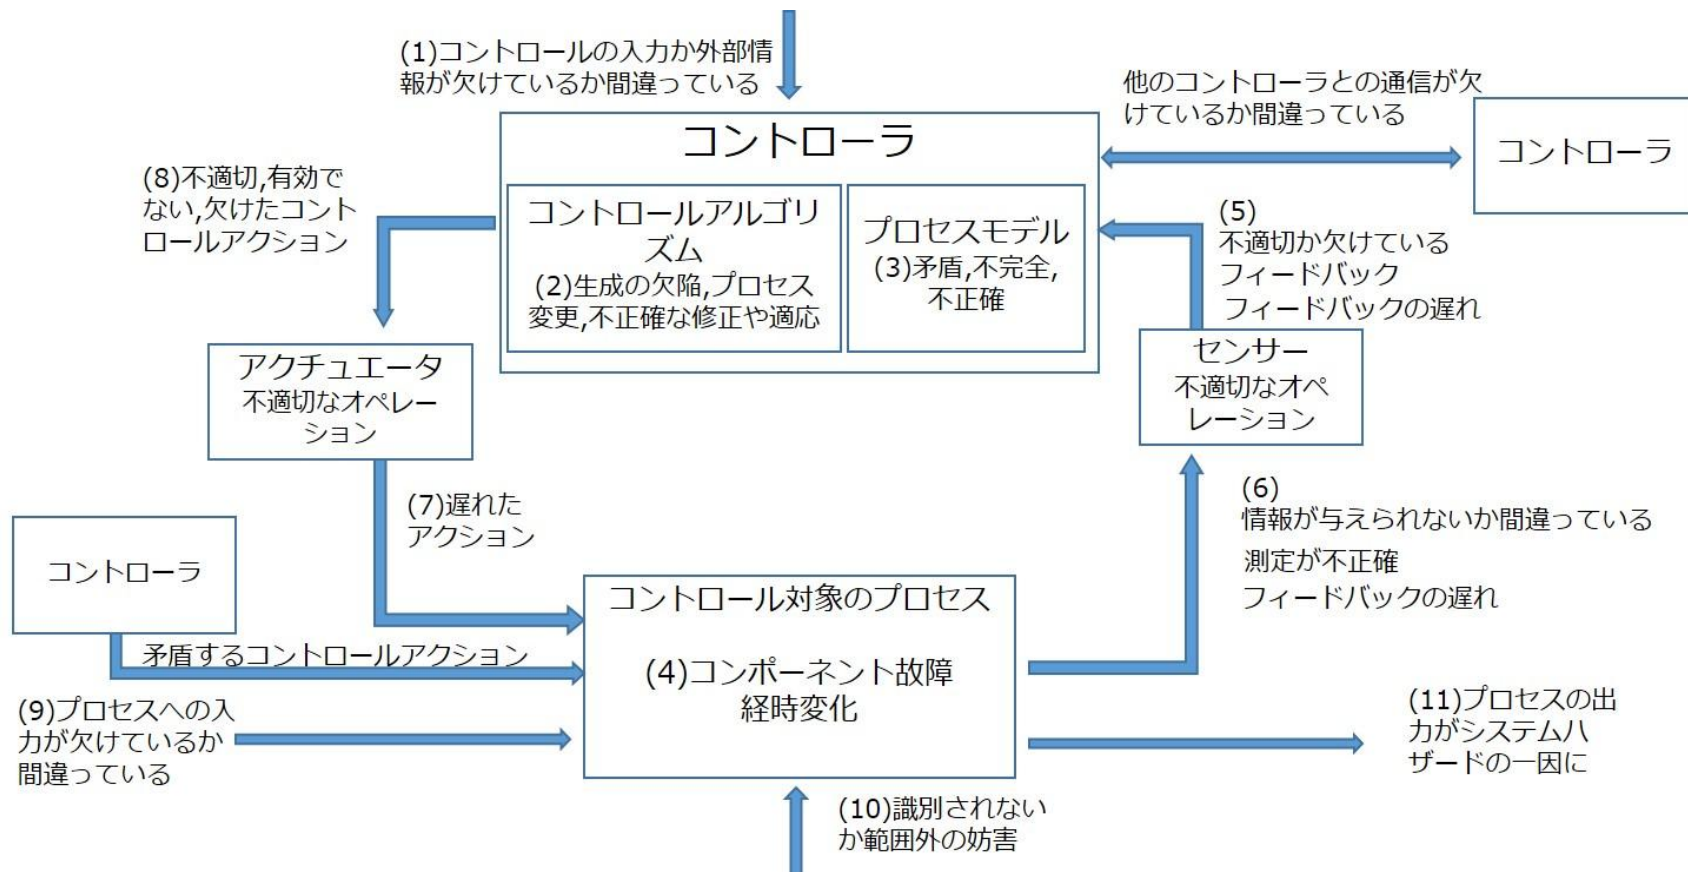 (1)コントロールの入力か外部情
報が欠けているか間違っている
他のコントローラとの通信が欠
けているか間違っている
コントローラ
コントローラ
(8)不適切,有効で
ない,欠けたコント
ロールアクション
コントロールアルゴリ
ズム
(2)生成の欠陥,プロセス
変更,不正確な修正や適応
プロセスモデル
(3)矛盾,不完全,
不正確
(5)
不適切か欠けている
フィードバック
フィードバックの遅れ
アクチュエータ
不適切なオペレー
ション
センサー
不適切なオペ
レーション
(7)遅れた
アクション
(6)
情報が与えられないか間違っている
測定が不正確
フィードバックの遅れ
コントローラ
矛盾するコントロールアクション
コントロール対象のプロセス
(4)コンポーネント故障
経時変化
(9)プロセスへの入
力が欠けているか
間違っている
(11)プロセスの出
力がシステムハ
ザードの一因に
(10)識別されない
か範囲外の妨害